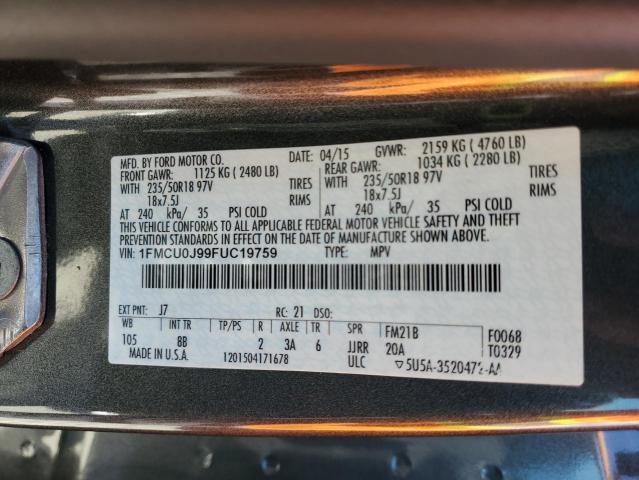 MFD. BY FORD MOTOR CO. DATE: 04/15 GVWR: 2159 KG ( 4760 LB)
FRONT GAWR: 1125 KG ( 2480 LB) REAR GAWR: 1034 KG ( 2280 LB)
WITH 235/50R18 97V TIRES WITH 235/50R18 97V TIRES
18x7.5J RIMS 18x7.5J RIMS
AT 240 kPa/ 35 PSI COLD AT 240 kPa/ 35 PSI COLD
THIS VEHICLE CONFORMS TO ALL APPLICABLE FEDERAL MOTOR VEHICLE SAFETY AND THEFT
PREVENTION STANDARDS IN EFFECT ON THE DATE OF MANUFACTURE SHOWN ABOVE.
VIN: 1FMCU0J99FUC19759 TYPE: MPV
EXT PNT: J7 RC: 21 DSO:
WB INT TR TP/PS R AXLE TR SPR FM21B F0068
105 8B 2 3A 6 JJRR 20A T0329
MADE IN U.S.A. 1201504171678 ULC ▽5U5A-3520472-AA